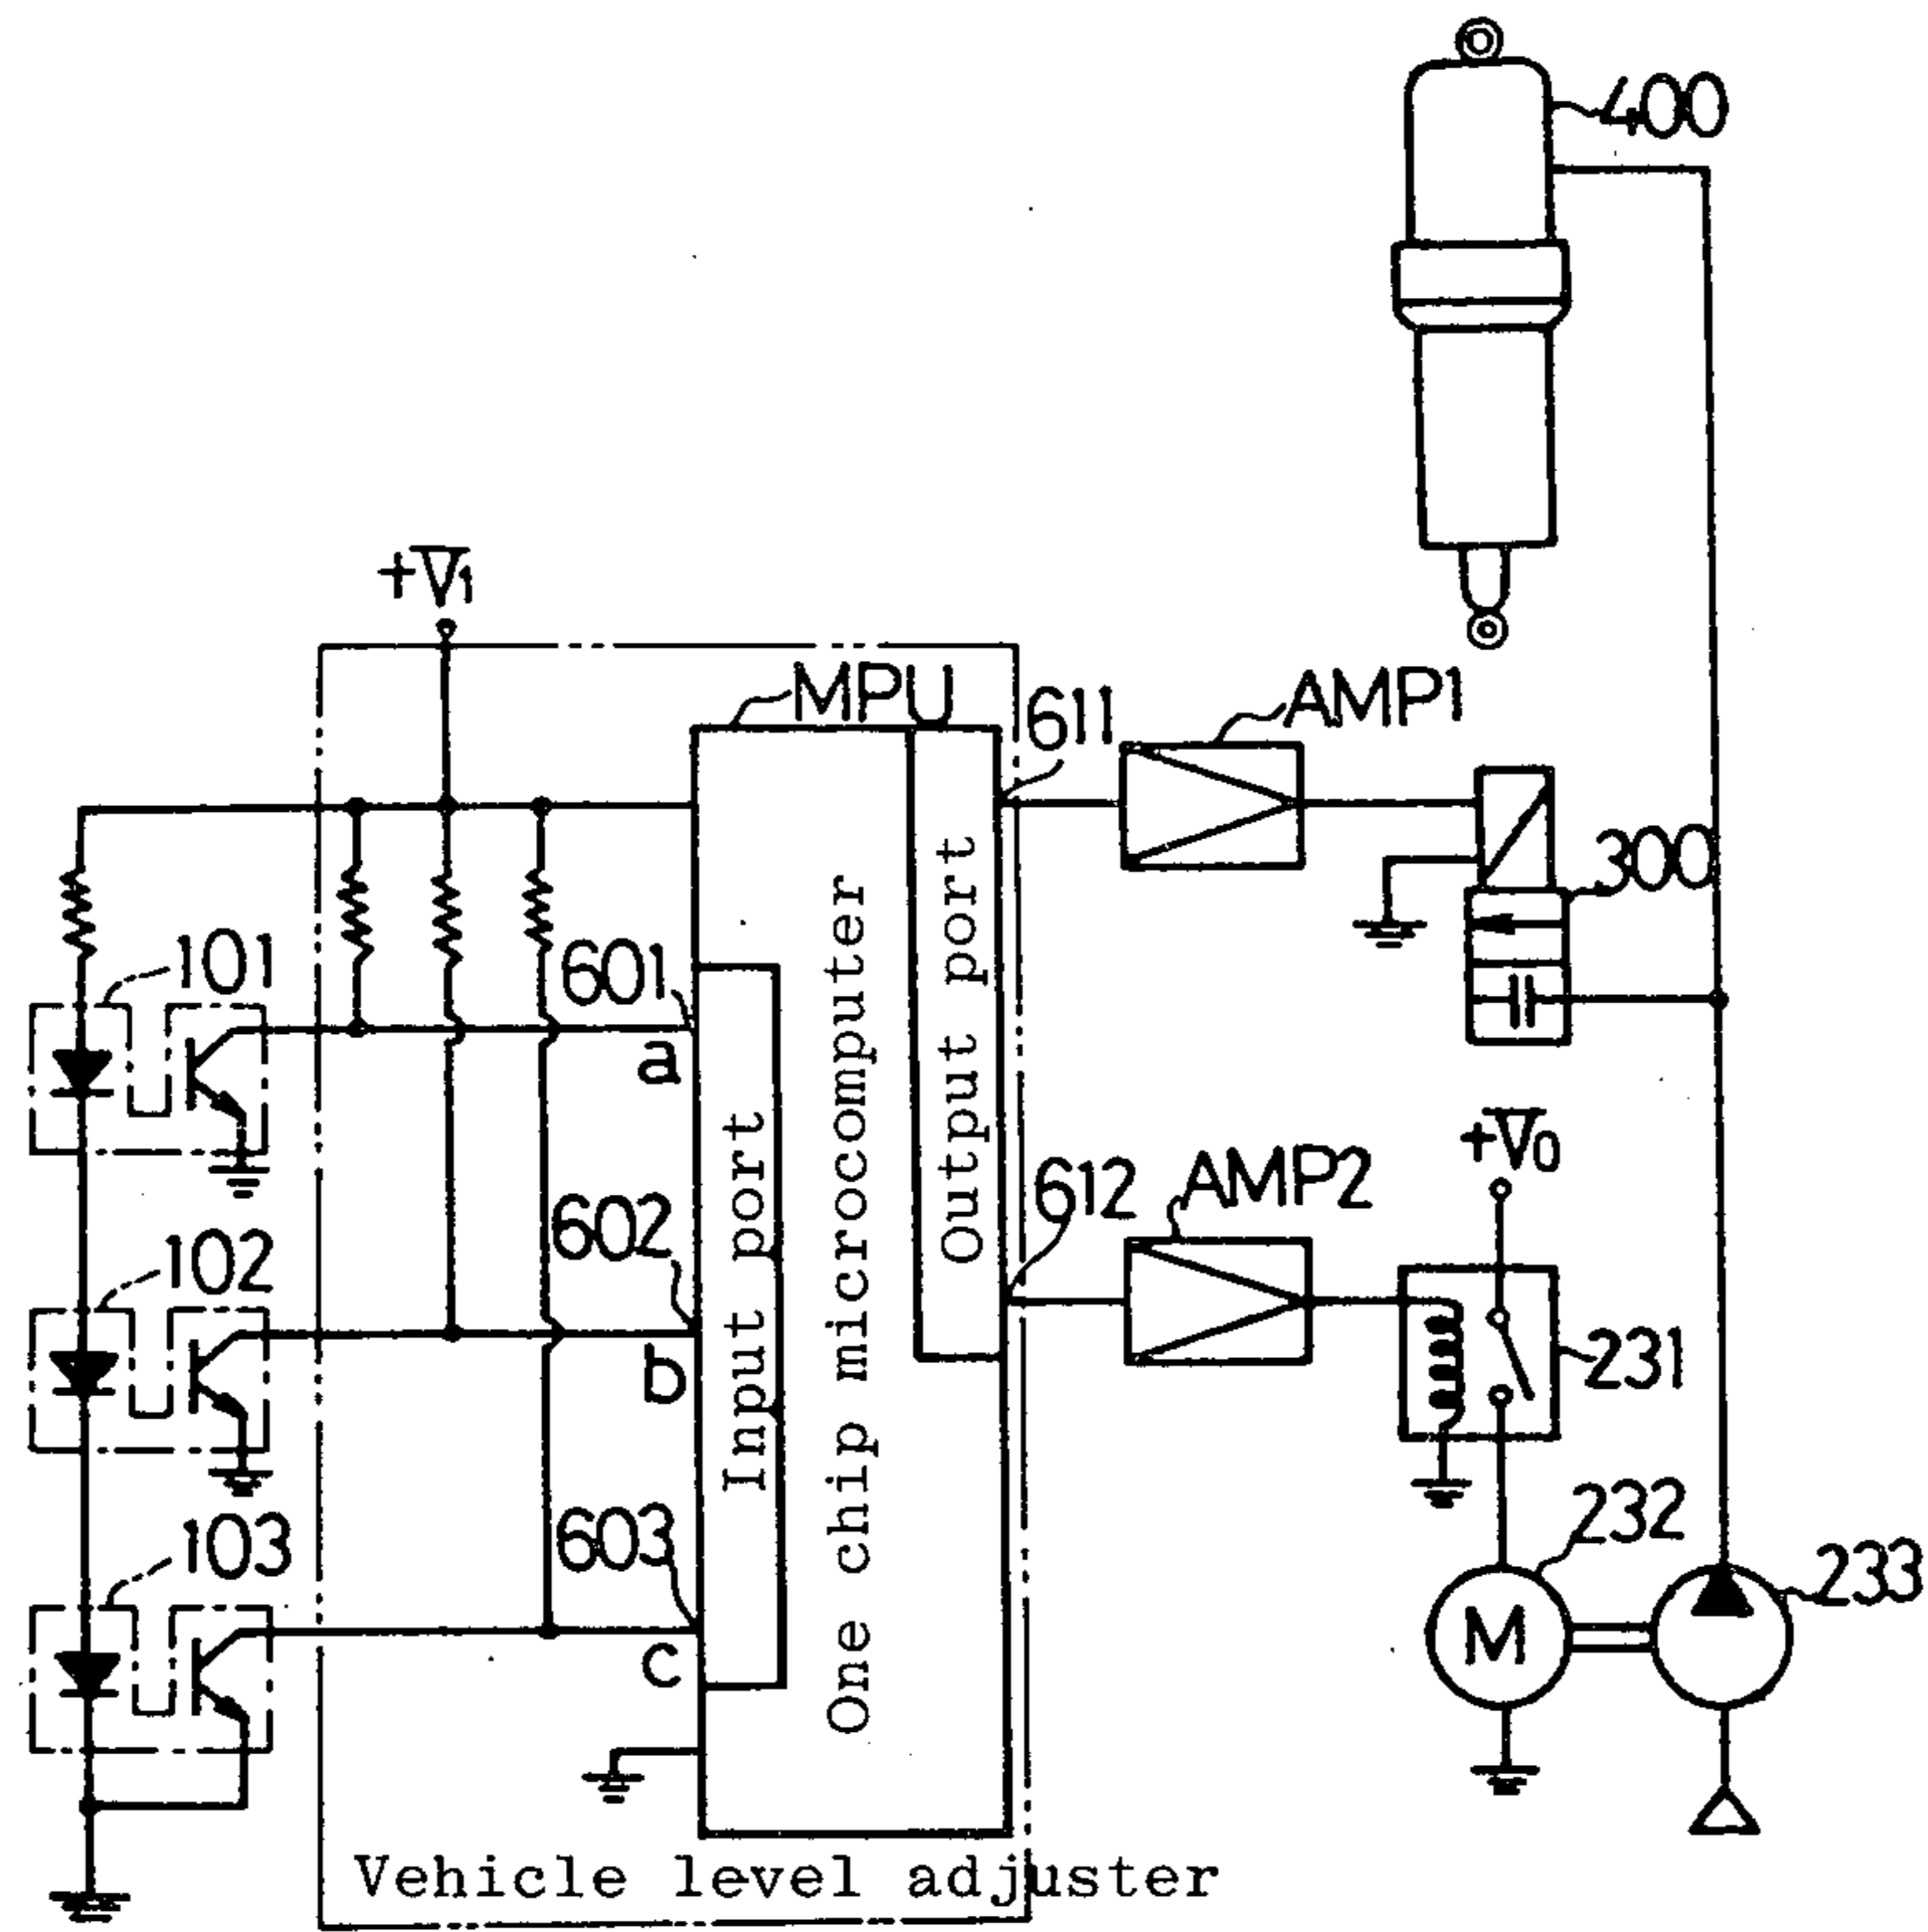 400
+V1
MPU
611
AMP1
300
101
601
a
Input port
One chip microcomputer
Output port
+V0
602
612
AMP2
102
b
231
103
603
232
233
c
M
Vehicle level adjuster